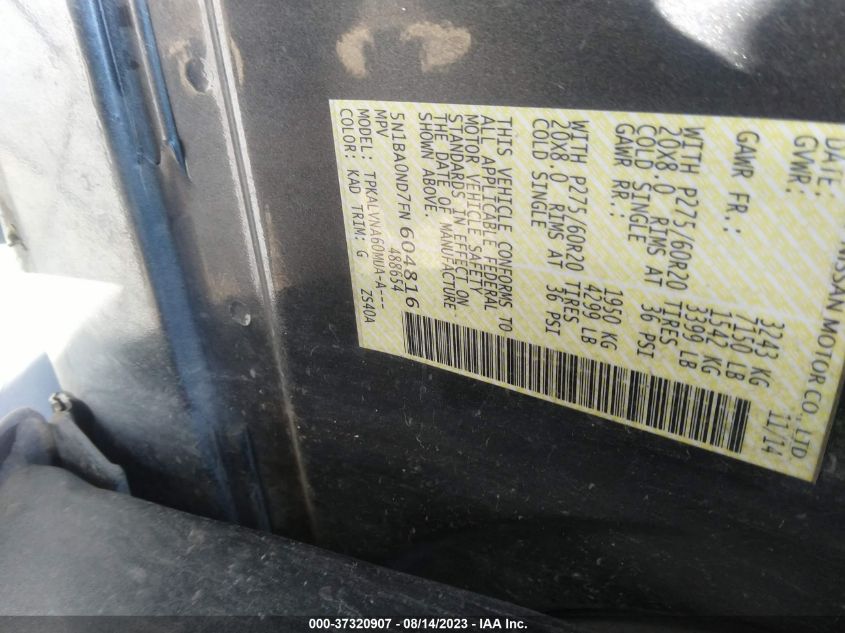 NISSAN MOTOR CO., LTD
DATE: 11/14
GVWR: 3243 KG
7150 LB
GAWR FR.: 1542 KG
3399 LB
WITH P275/60R20 TIRES
20X8.0 RIMS AT 36 PSI
COLD SINGLE
GAWR RR.: 1950 KG
4299 LB
WITH P275/60R20 TIRES
20X8.0 RIMS AT 36 PSI
COLD SINGLE
THIS VEHICLE CONFORMS TO
ALL APPLICABLE FEDERAL
MOTOR VEHICLE SAFETY
STANDARDS IN EFFECT ON
THE DATE OF MANUFACTURE
SHOWN ABOVE.
5N1BA0ND7FN 604816
MPV 488654
MODEL: TPKALVNA60MUA-A---
COLOR: KAD TRIM: G ZS40A
000-37320907 - 08/14/2023 - IAA Inc.